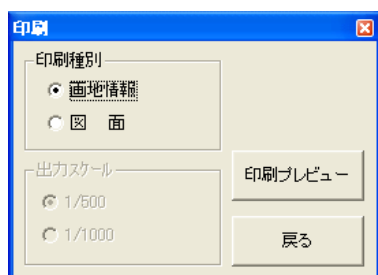 印刷
印刷種別
画地情報
図　面
出力スケール
1/500
1/1000
印刷プレビュー
戻る